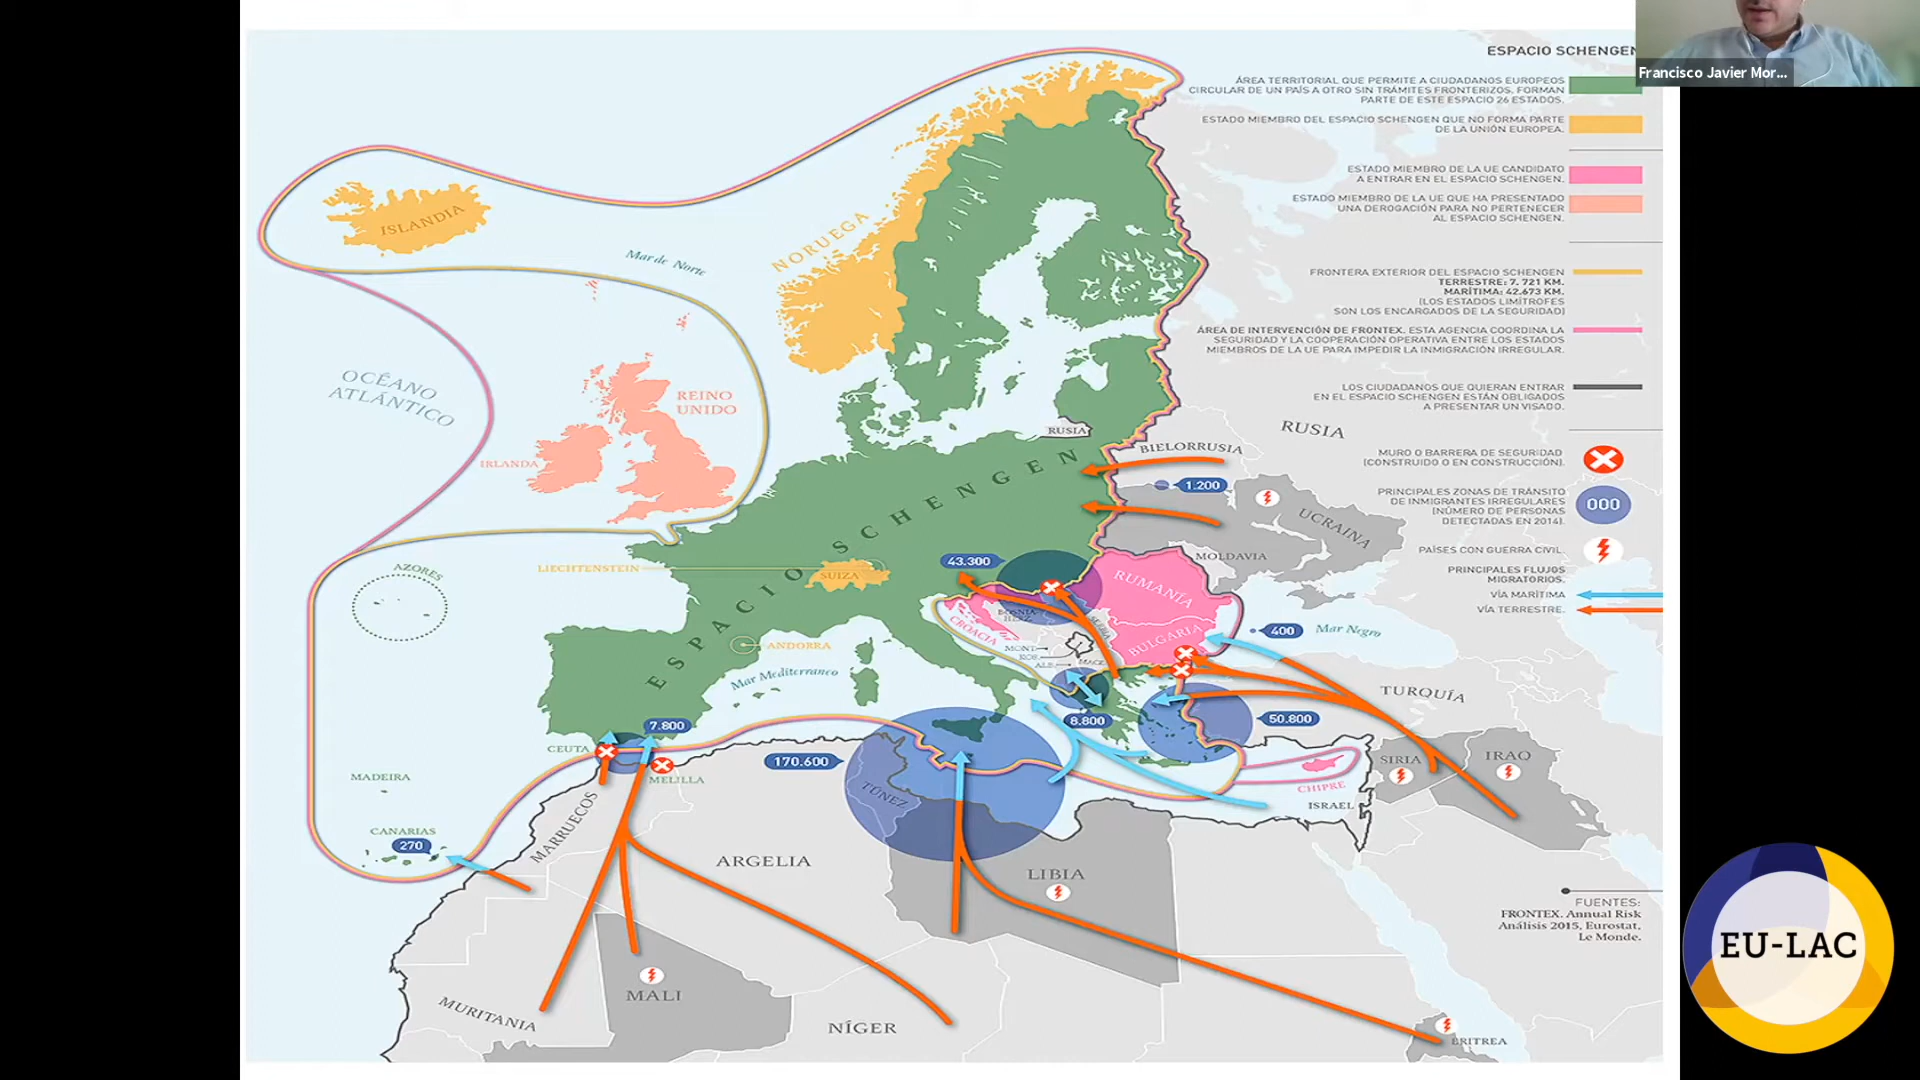 ESPACIO SCHENGEN
Francisco Javier Mor...
ÁREA TERRITORIAL QUE PERMITE A CIUDADANOS EUROPEOS
CIRCULAR DE UN PAÍS A OTRO SIN TRÁMITES FRONTERIZOS, FORMAN
PARTE DE ESTE ESPACIO 26 ESTADOS.
ESTADO MIEMBRO DEL ESPACIO SCHENGEN QUE NO FORMA PARTE
DE LA UNIÓN EUROPEA.
ESTADO MIEMBRO DE LA UE CANDIDATO
A ENTRAR EN EL ESPACIO SCHENGEN.
ESTADO MIEMBRO DE LA UE QUE HA PRESENTADO
UNA DEROGACIÓN PARA NO PERTENECER
AL ESPACIO SCHENGEN.
FRONTERA EXTERIOR DEL ESPACIO SCHENGEN
TERRESTRE: 7.721 KM.
MARÍTIMA: 42.673 KM.
(LOS ESTADOS LIMÍTROFES
SON LOS ENCARGADOS DE LA SEGURIDAD)
ÁREA DE INTERVENCIÓN DE FRONTEX. ESTA AGENCIA COORDINA LA
SEGURIDAD Y LA COOPERACIÓN OPERATIVA ENTRE LOS ESTADOS
MIEMBROS DE LA UE PARA IMPEDIR LA INMIGRACIÓN IRREGULAR.
LOS CIUDADANOS QUE QUIERAN ENTRAR
EN EL ESPACIO SCHENGEN ESTÁN OBLIGADOS
A PRESENTAR UN VISADO.
MURO O BARRERA DE SEGURIDAD
(CONSTRUIDO O EN CONSTRUCCIÓN).
PRINCIPALES ZONAS DE TRÁNSITO
DE INMIGRANTES IRREGULARES
(NÚMERO DE PERSONAS
DETECTADAS EN 2014).
000
PAÍSES CON GUERRA CIVIL.
PRINCIPALES FLUJOS
MIGRATORIOS.
VÍA MARÍTIMA
VÍA TERRESTRE.
ISLANDIA
NORUEGA
Mar de Norte
OCÉANO
ATLÁNTICO
REINO
UNIDO
IRLANDA
RUSIA
RUSIA
BIELORRUSIA
1.200
UCRAINA
MOLDAVIA
ESPACIO SCHENGEN
43.300
LIECHTENSTEIN
SUIZA
AZORES
RUMANÍA
BOSNIA
HERZ.
CROACIA
SERBIA
BULGARIA
400
Mar Negro
MONT.
KOS.
ALB.
MACE.
ANDORRA
Mar Mediterraneo
TURQUÍA
7.800
8.800
50.800
CEUTA
MELILLA
170.600
SIRIA
IRAQ
CHIPRE
ISRAEL
MADEIRA
TÚNEZ
MARRUECOS
CANARIAS
270
ARGELIA
LIBIA
MALI
MURITANIA
NÍGER
ERITREA
FUENTES:
FRONTEX. Annual Risk
Análisis 2015, Eurostat,
Le Monde.
EU-LAC